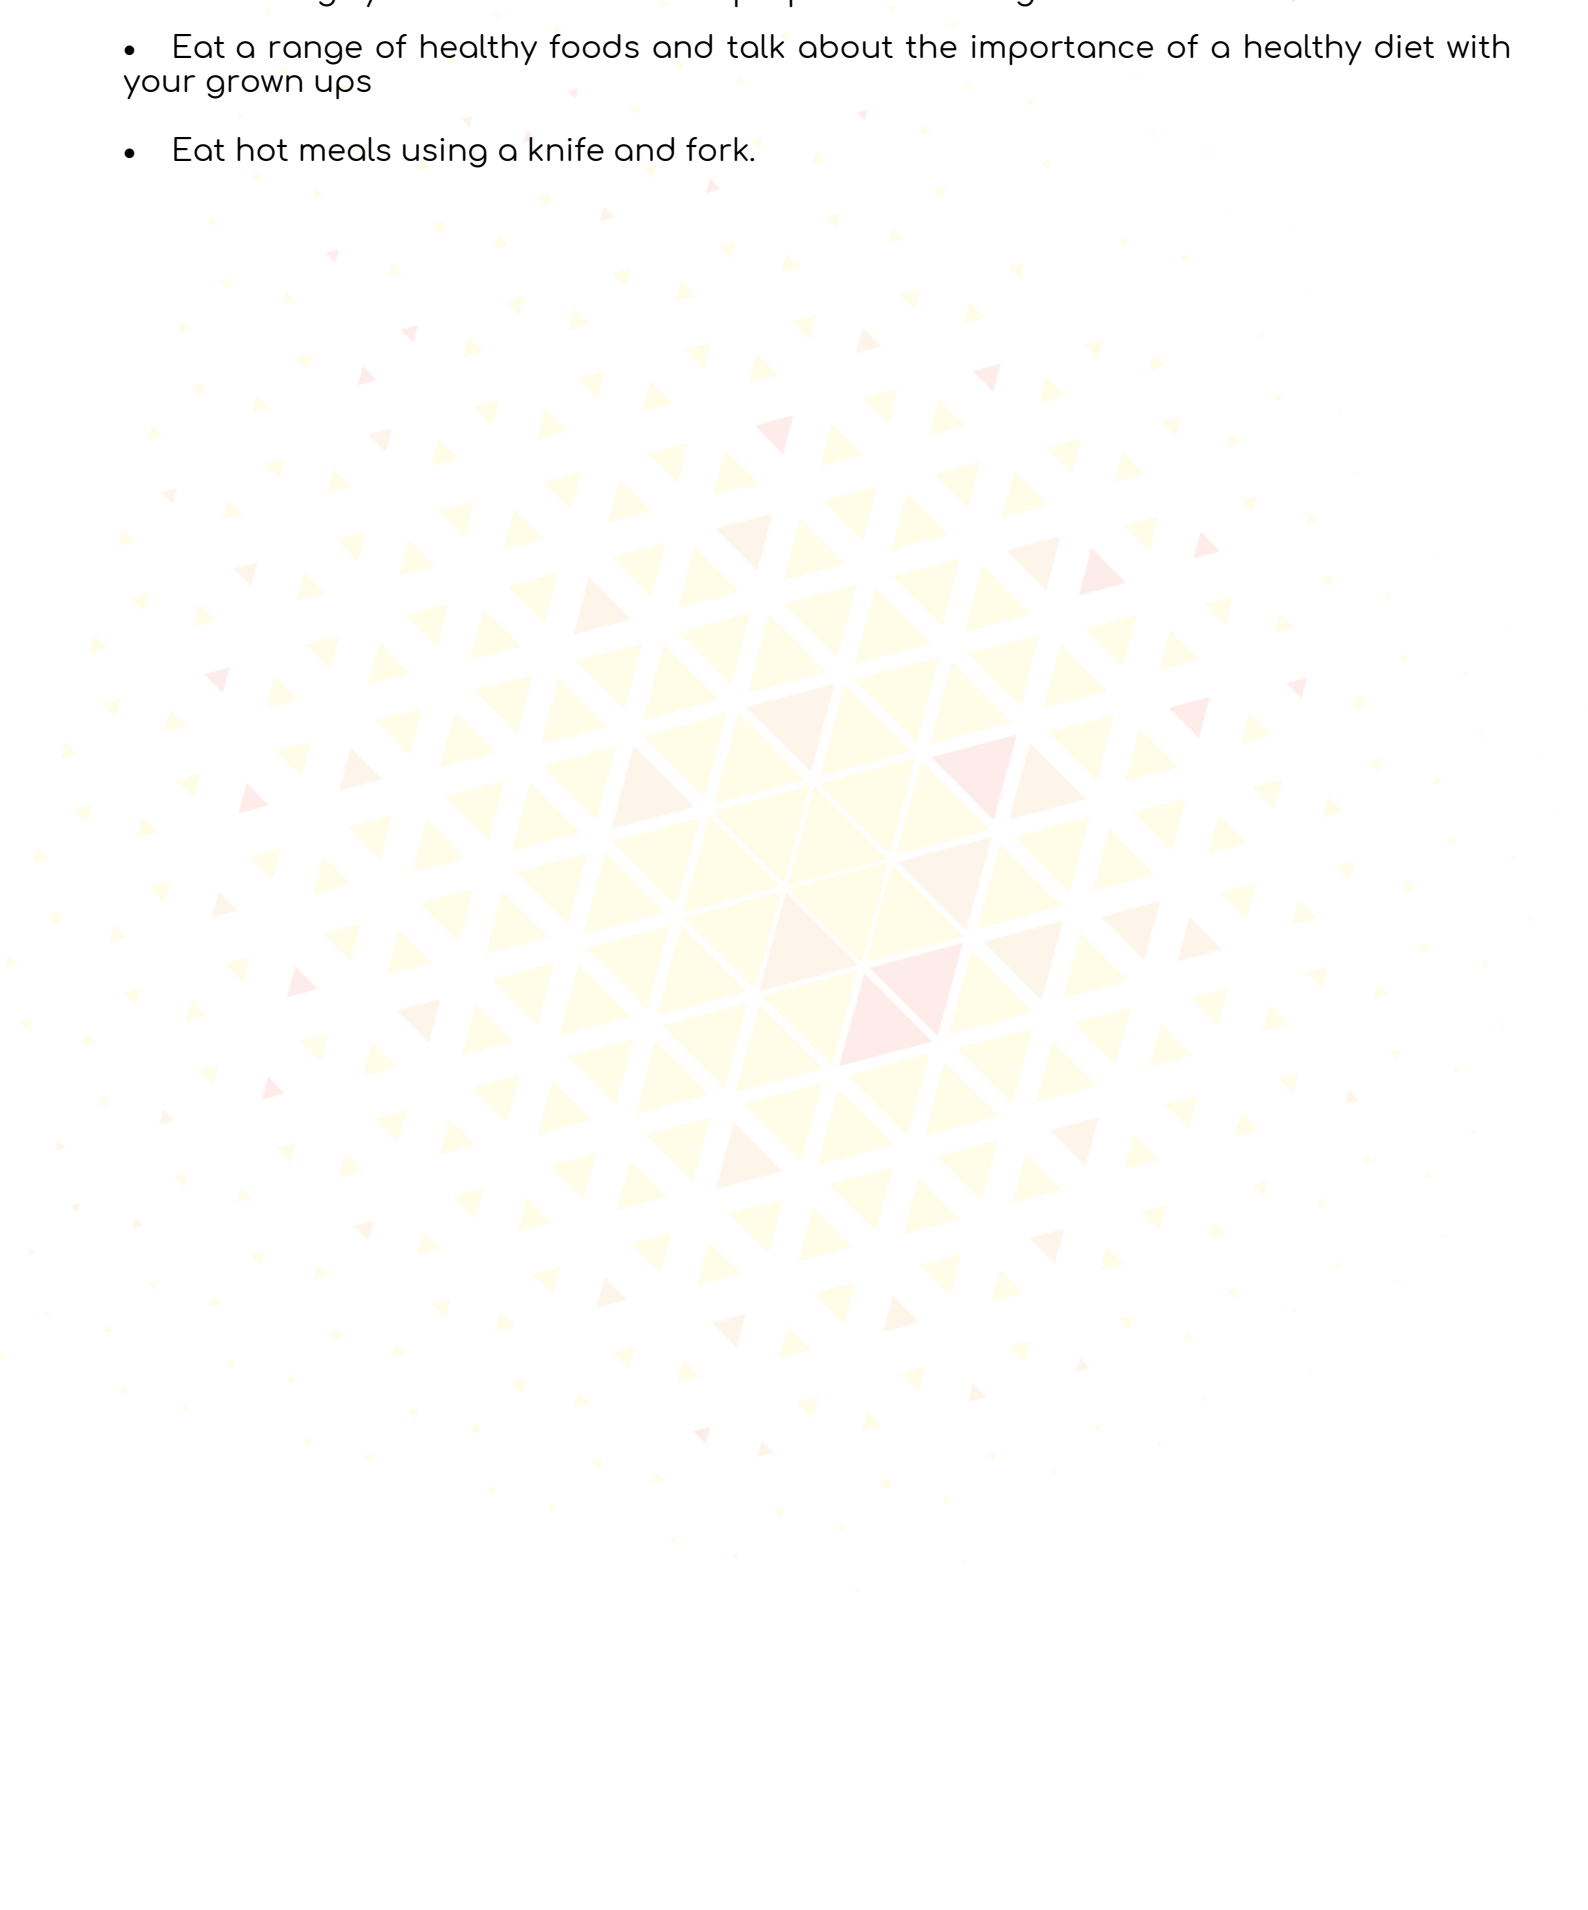 • Eat a range of healthy foods and talk about the importance of a healthy diet with
your grown ups
• Eat hot meals using a knife and fork.